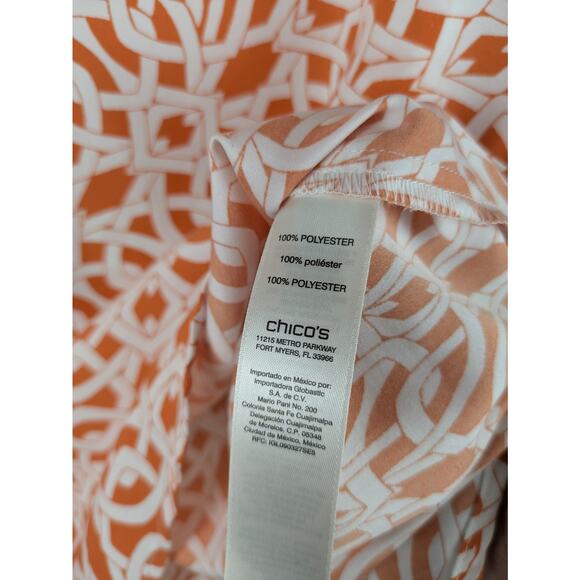 100% POLYESTER
100% poliéster
100% POLYESTER
chico's
11215 METRO PARKWAY
FORT MYERS, FL 33966
Importado en México por:
Importadora Globastic
S.A. de C.V.
Mario Pani No. 200
Colonia Santa Fe Cuajimalpa
Delegación Cuajimalpa
de Morelos, C.P. 05348
Ciudad de México, México
RFC: IGL090327SE5